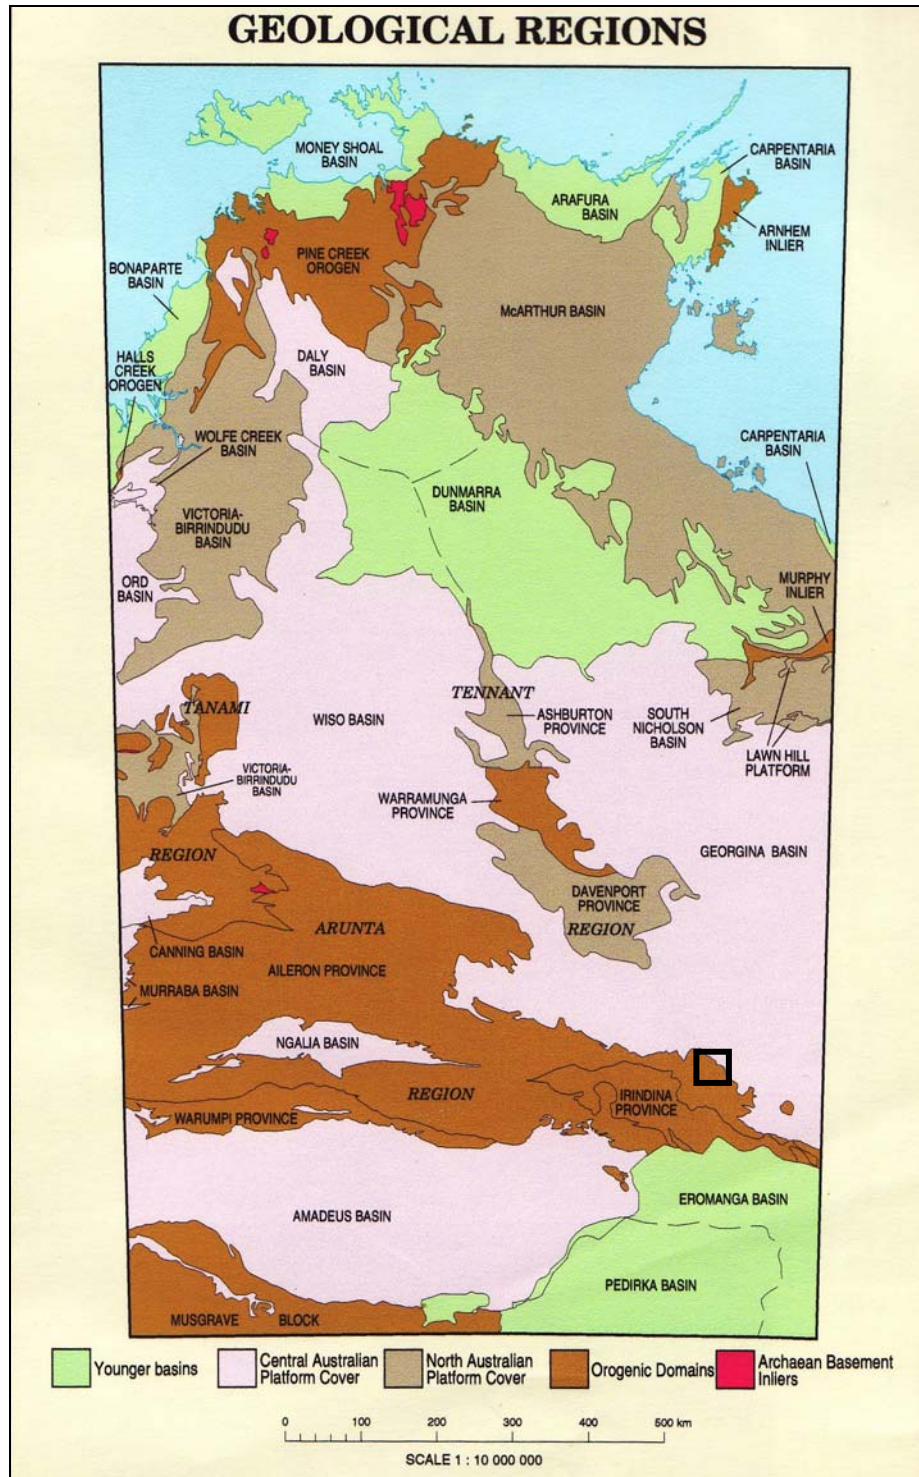 GEOLOGICAL REGIONS
MONEY SHOAL
BASIN
CARPENTARIA
BASIN
ARAFURA
BASIN
ARNHEM
INLIER
PINE CREEK
OROGEN
BONAPARTE
BASIN
McARTHUR BASIN
HALLS
CREEK
OROGEN
DALY
BASIN
WOLFE CREEK
BASIN
CARPENTARIA
BASIN
DUNMARRA
BASIN
VICTORIA-
BIRRINDUDU
BASIN
ORD
BASIN
MURPHY
INLIER
TANAMI
TENNANT
WISO BASIN
ASHBURTON
PROVINCE
SOUTH
NICHOLSON
BASIN
LAWN HILL
PLATFORM
VICTORIA-
BIRRINDUDU
BASIN
WARRAMUNGA
PROVINCE
REGION
GEORGINA BASIN
DAVENPORT
PROVINCE
REGION
ARUNTA
CANNING BASIN
AILERON PROVINCE
MURRABA BASIN
NGALIA BASIN
REGION
IRINDINA
PROVINCE
WARUMPI PROVINCE
AMADEUS BASIN
EROMANGA BASIN
PEDIRKA BASIN
MUSGRAVE BLOCK
Younger basins
Central Australian
Platform Cover
North Australian
Platform Cover
Orogenic Domains
Archaean Basement
Inliers
0 100 200 300 400 500 km
SCALE 1 : 10 000 000